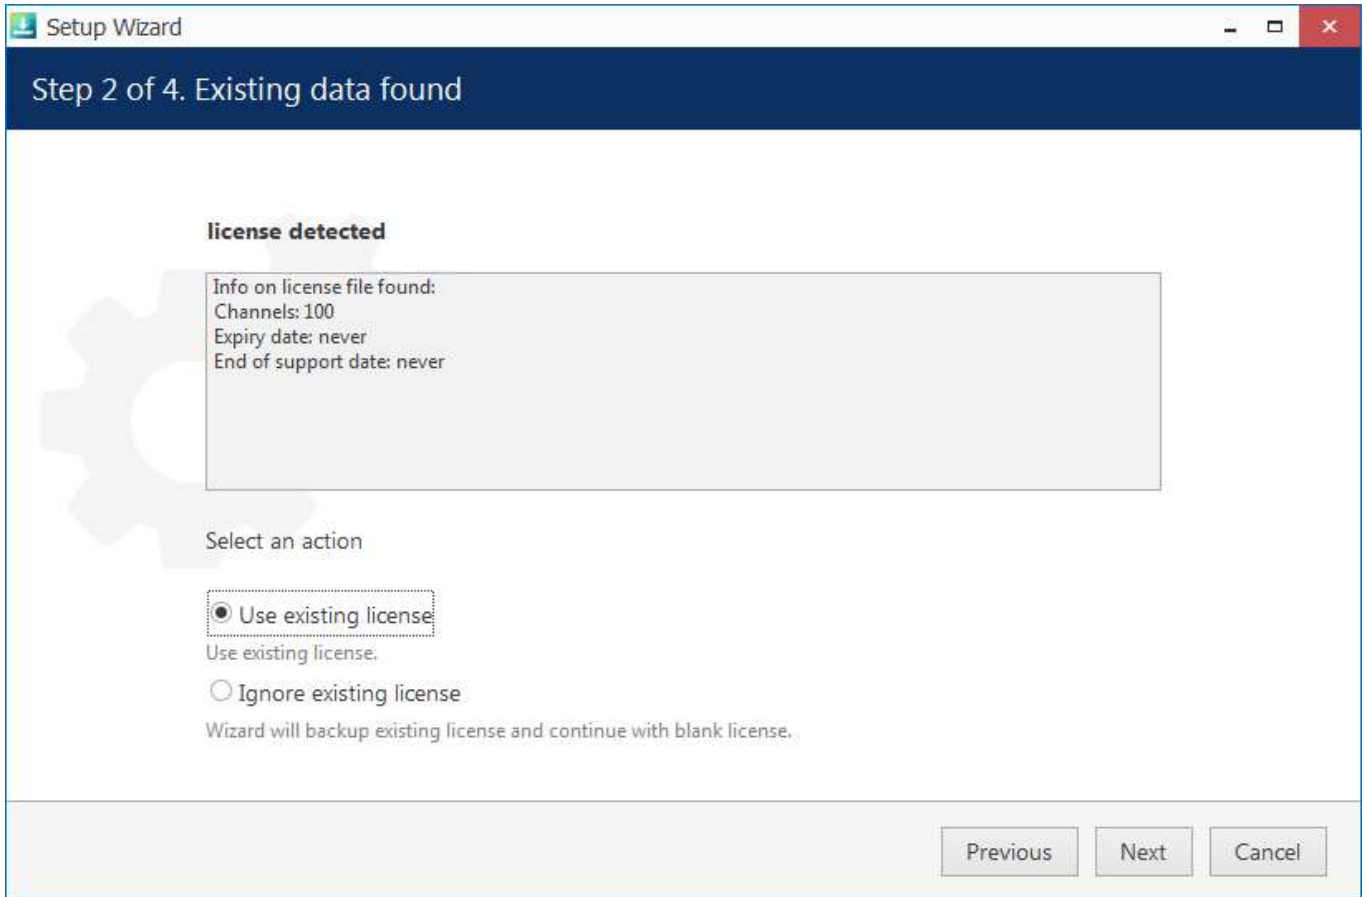 Setup Wizard
Step 2 of 4. Existing data found
license detected
Info on license file found:
Channels: 100
Expiry date: never
End of support date: never
Select an action
Use existing license
Use existing license.
Ignore existing license
Wizard will backup existing license and continue with blank license.
Previous Next Cancel